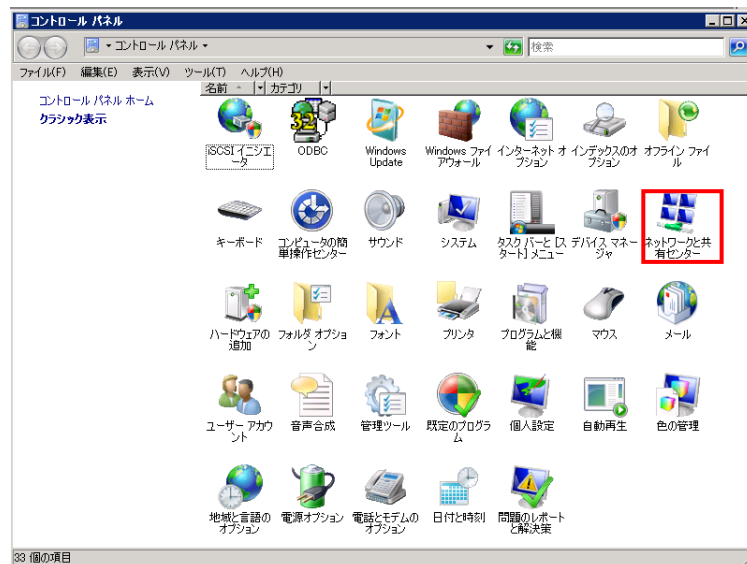 コントロール パネル
コントロール パネル
検索
ファイル(F) 編集(E) 表示(V) ツール(T) ヘルプ(H)
名前 カテゴリ
コントロール パネル ホーム
クラシック表示
iSCSI イニシエ
ータ
ODBC
Windows
Update
Windows ファイ
アウォール
インターネット オ
プション
インデックスのオ
プション
オフライン ファイ
ル
キーボード
コンピュータの簡
単操作センター
サウンド
システム
タスク バーと [ス
タート] メニュー
デバイス マネー
ジャ
ネットワークと共
有センター
ハードウェアの
追加
フォルダ オプショ
ン
フォント
プリンタ
プログラムと機
能
マウス
メール
ユーザー アカウ
ント
音声合成
管理ツール
既定のプログラ
ム
個人設定
自動再生
色の管理
地域と言語の
オプション
電源オプション
電話とモデムの
オプション
日付と時刻
問題のレポート
と解決策
33 個の項目